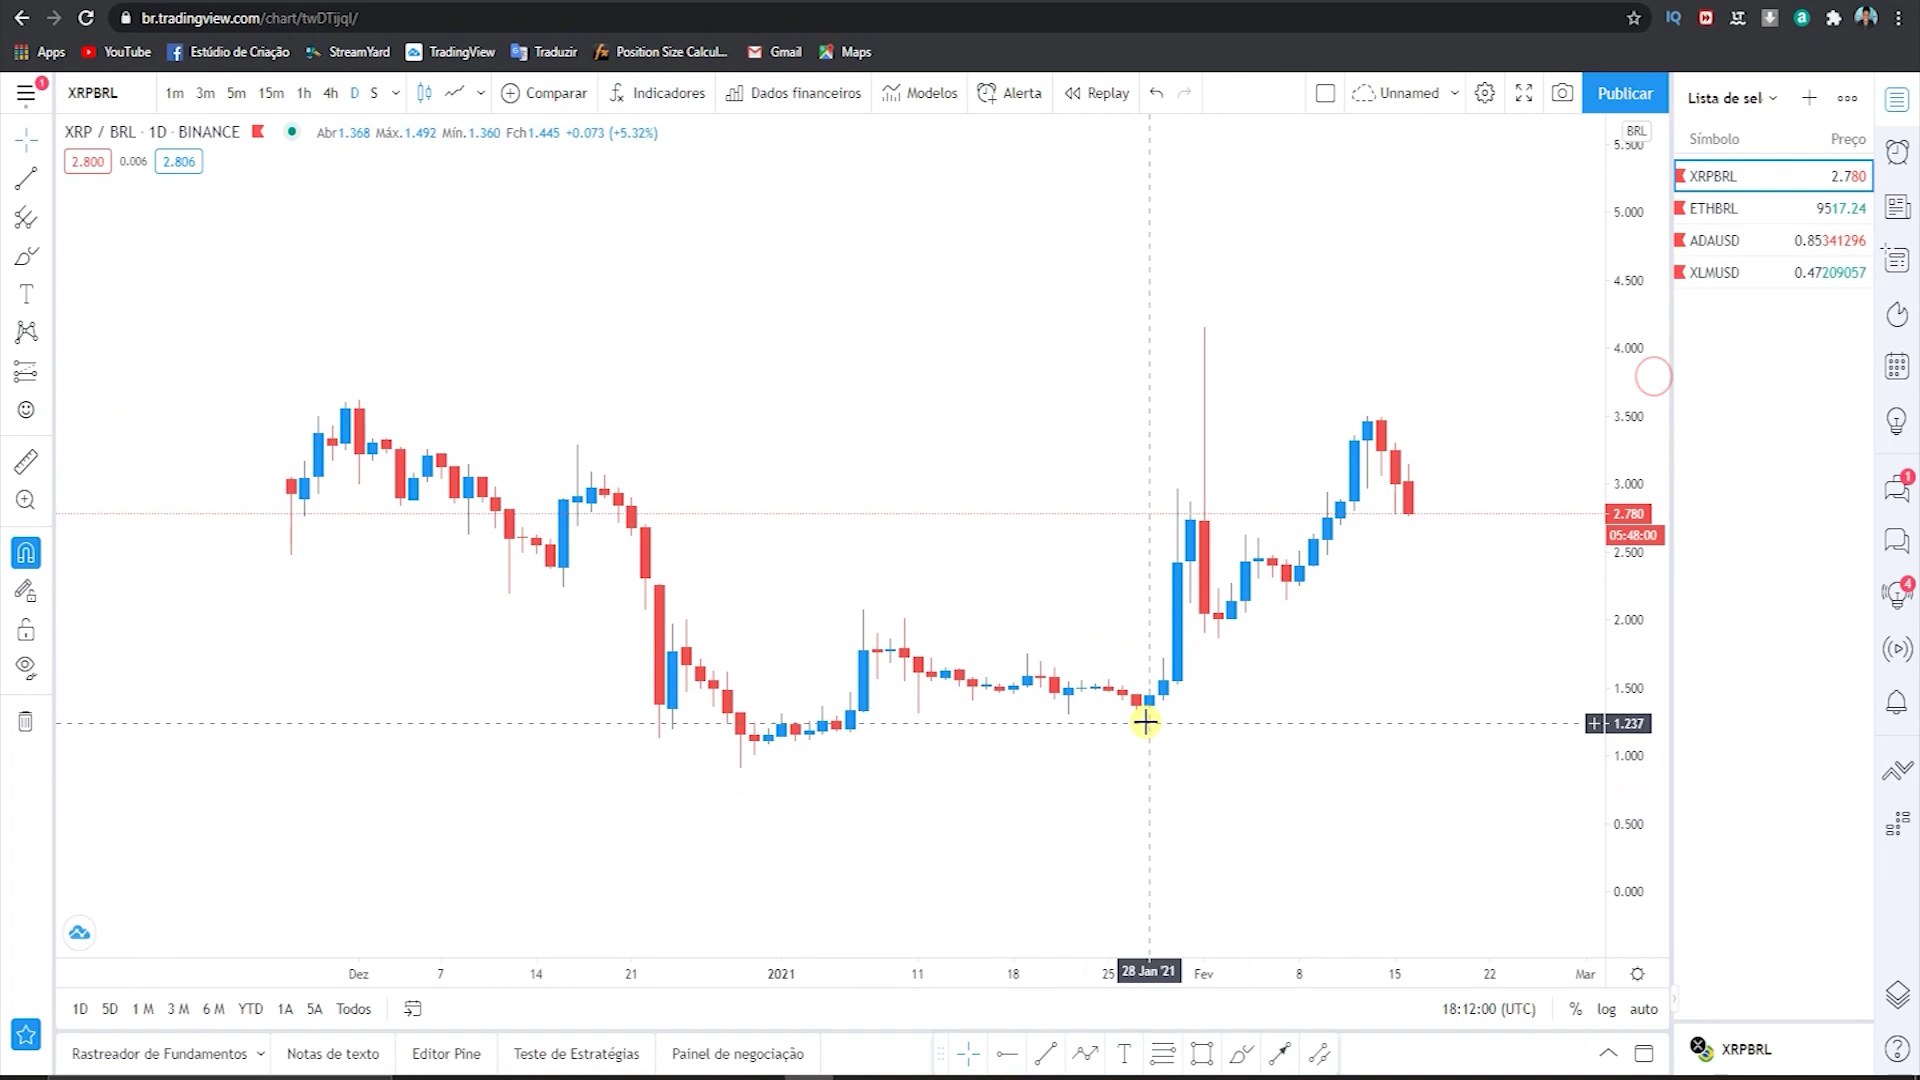 br.tradingview.com/chart/twDTijql/
Apps YouTube Estúdio de Criação StreamYard TradingView Traduzir Position Size Calcul... Gmail Maps
1 XRPBRL 1m 3m 5m 15m 1h 4h D S Comparar Indicadores Dados financeiros Modelos Alerta Replay Unnamed Publicar
Lista de sel
XRP / BRL · 1D · BINANCE Abr1.368 Máx.1.492 Mín.1.360 Fch1.445 +0.073 (+5.32%)
2.800 0.006 2.806
BRL
Símbolo Preço
XRPBRL 2.780
ETHBRL 9517.24
ADAUSD 0.85341296
XLMUSD 0.47209057
5.500
5.000
4.500
4.000
3.500
3.000
2.780
05:48:00
2.500
2.000
1.500
1.237
1.000
0.500
0.000
1
4
Dez 7 14 21 2021 11 18 25 28 Jan '21 Fev 8 15 22 Mar
1D 5D 1 M 3 M 6 M YTD 1A 5A Todos 18:12:00 (UTC) % log auto
Rastreador de Fundamentos Notas de texto Editor Pine Teste de Estratégias Painel de negociação
XRPBRL